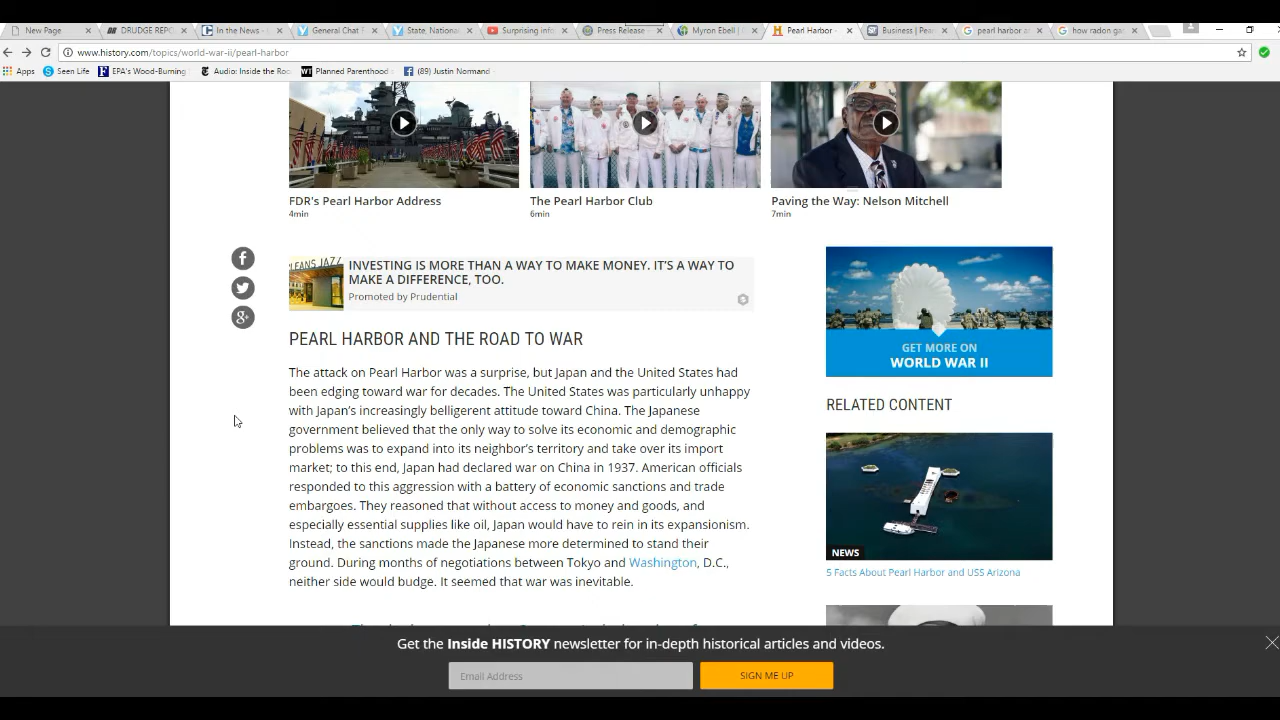 New Page
DRUDGE REPO
In the News -
General Chat F
State, National
Surprising info
Press Release -
Myron Ebell |
Pearl Harbor -
Business | Pear
pearl harbor a
how radon ga
www.history.com/topics/world-war-ii/pearl-harbor
Apps
Seen Life
EPA's Wood-Burning
Audio: Inside the Roo
Planned Parenthood
(89) Justin Normand
FDR's Pearl Harbor Address
4min
The Pearl Harbor Club
6min
Paving the Way: Nelson Mitchell
7min
INVESTING IS MORE THAN A WAY TO MAKE MONEY. IT'S A WAY TO
MAKE A DIFFERENCE, TOO.
Promoted by Prudential
PEARL HARBOR AND THE ROAD TO WAR
The attack on Pearl Harbor was a surprise, but Japan and the United States had
been edging toward war for decades. The United States was particularly unhappy
with Japan's increasingly belligerent attitude toward China. The Japanese
government believed that the only way to solve its economic and demographic
problems was to expand into its neighbor's territory and take over its import
market; to this end, Japan had declared war on China in 1937. American officials
responded to this aggression with a battery of economic sanctions and trade
embargoes. They reasoned that without access to money and goods, and
especially essential supplies like oil, Japan would have to rein in its expansionism.
Instead, the sanctions made the Japanese more determined to stand their
ground. During months of negotiations between Tokyo and Washington, D.C.,
neither side would budge. It seemed that war was inevitable.
GET MORE ON
WORLD WAR II
RELATED CONTENT
NEWS
5 Facts About Pearl Harbor and USS Arizona
Get the Inside HISTORY newsletter for in-depth historical articles and videos.
Email Address
SIGN ME UP